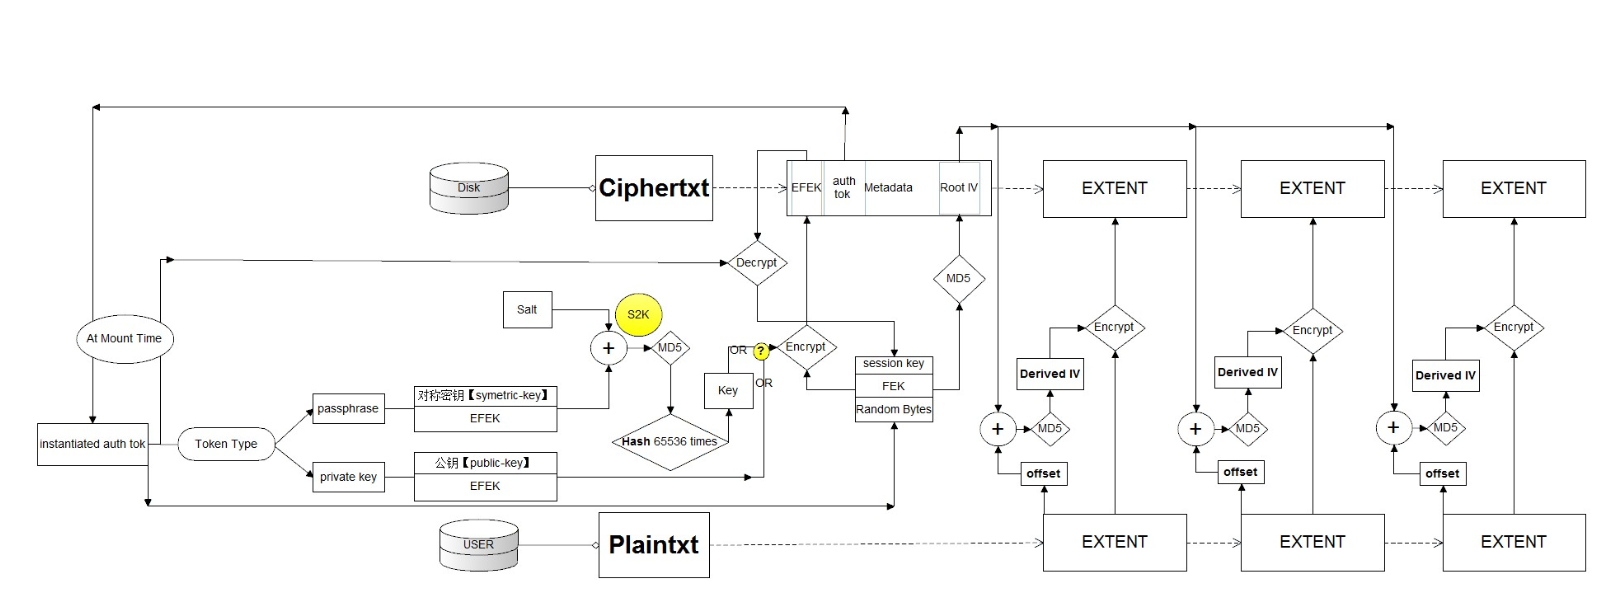 Disk
Ciphertxt
EFEK
auth
tok
Metadata
Root IV
EXTENT
EXTENT
EXTENT
Decrypt
MD5
Salt
S2K
At Mount Time
+
MD5
OR
?
Encrypt
Encrypt
Encrypt
Encrypt
session key
FEK
Random Bytes
Key
OR
Derived IV
Derived IV
Derived IV
passphrase
对称密钥【symetric-key】
EFEK
instantiated auth tok
Token Type
Hash 65536 times
+
MD5
+
MD5
+
MD5
private key
公钥【public-key】
EFEK
offset
offset
offset
USER
Plaintxt
EXTENT
EXTENT
EXTENT